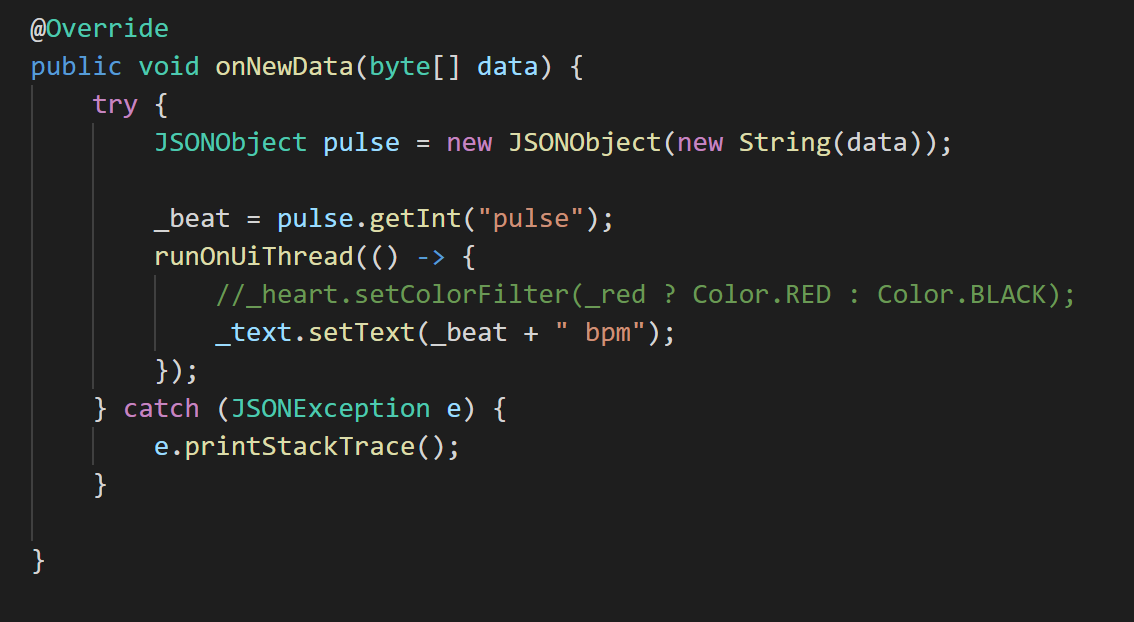 @Override
public void onNewData(byte[] data) {
    try {
        JSONObject pulse = new JSONObject(new String(data));

        _beat = pulse.getInt("pulse");
        runOnUiThread(() -> {
            //_heart.setColorFilter(_red ? Color.RED : Color.BLACK);
            _text.setText(_beat + " bpm");
        });
    } catch (JSONException e) {
        e.printStackTrace();
    }

}